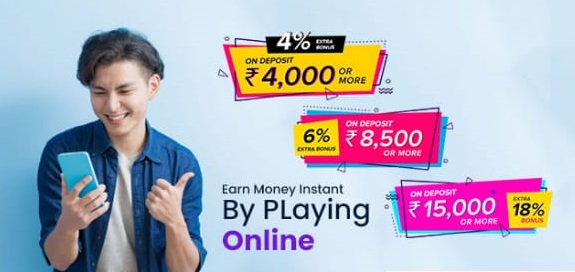 4% EXTRA BONUS
ON DEPOSIT
₹4,000 OR MORE
6% EXTRA BONUS
ON DEPOSIT
₹8,500
OR MORE
Earn Money Instant
By PLaying
Online
ON DEPOSIT
₹15,000
OR MORE
EXTRA
18%
BONUS